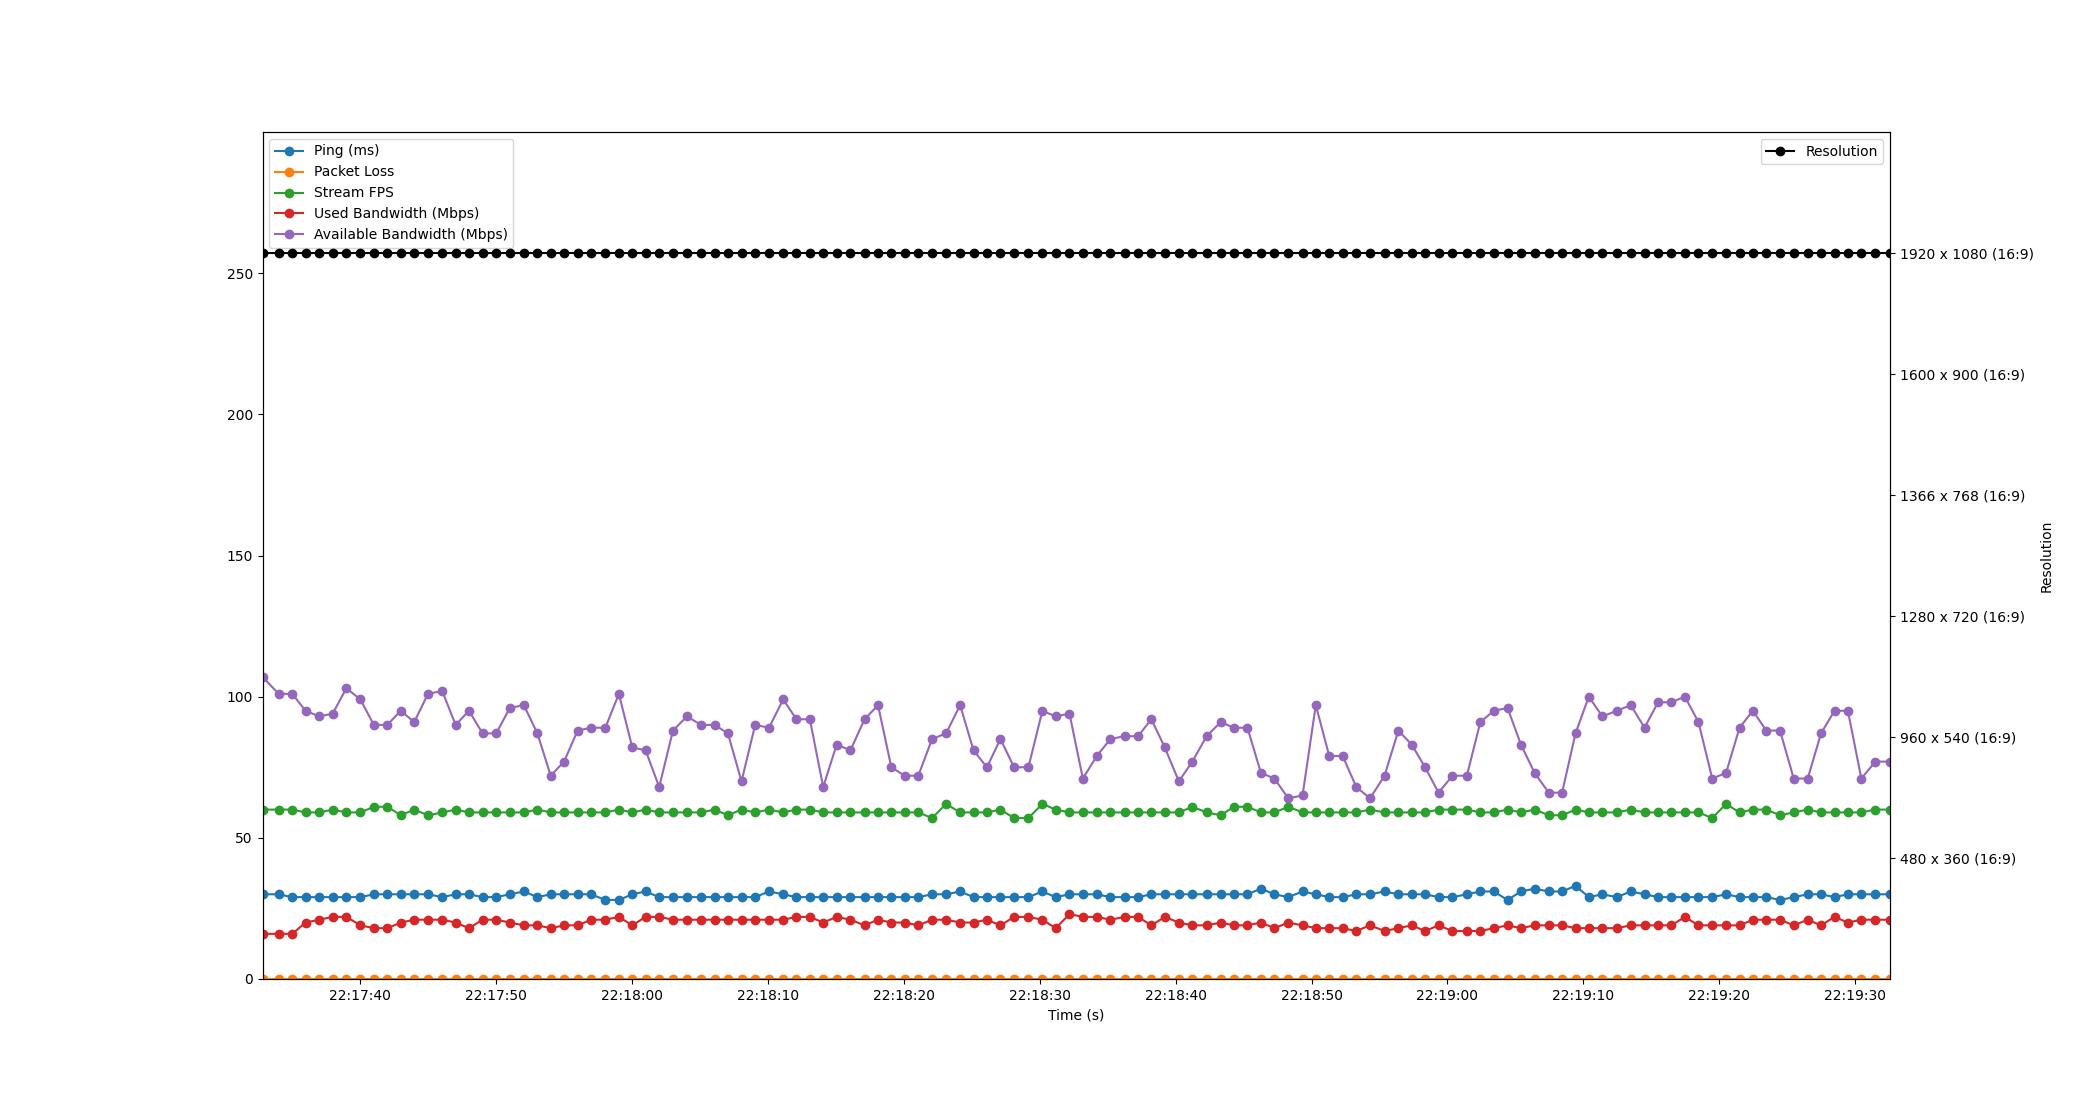 Ping (ms)
Packet Loss
Stream FPS
Used Bandwidth (Mbps)
Available Bandwidth (Mbps)
Resolution
250
200
150
100
50
0
1920 x 1080 (16:9)
1600 x 900 (16:9)
1366 x 768 (16:9)
1280 x 720 (16:9)
960 x 540 (16:9)
480 x 360 (16:9)
Resolution
22:17:40 22:17:50 22:18:00 22:18:10 22:18:20 22:18:30 22:18:40 22:18:50 22:19:00 22:19:10 22:19:20 22:19:30
Time (s)